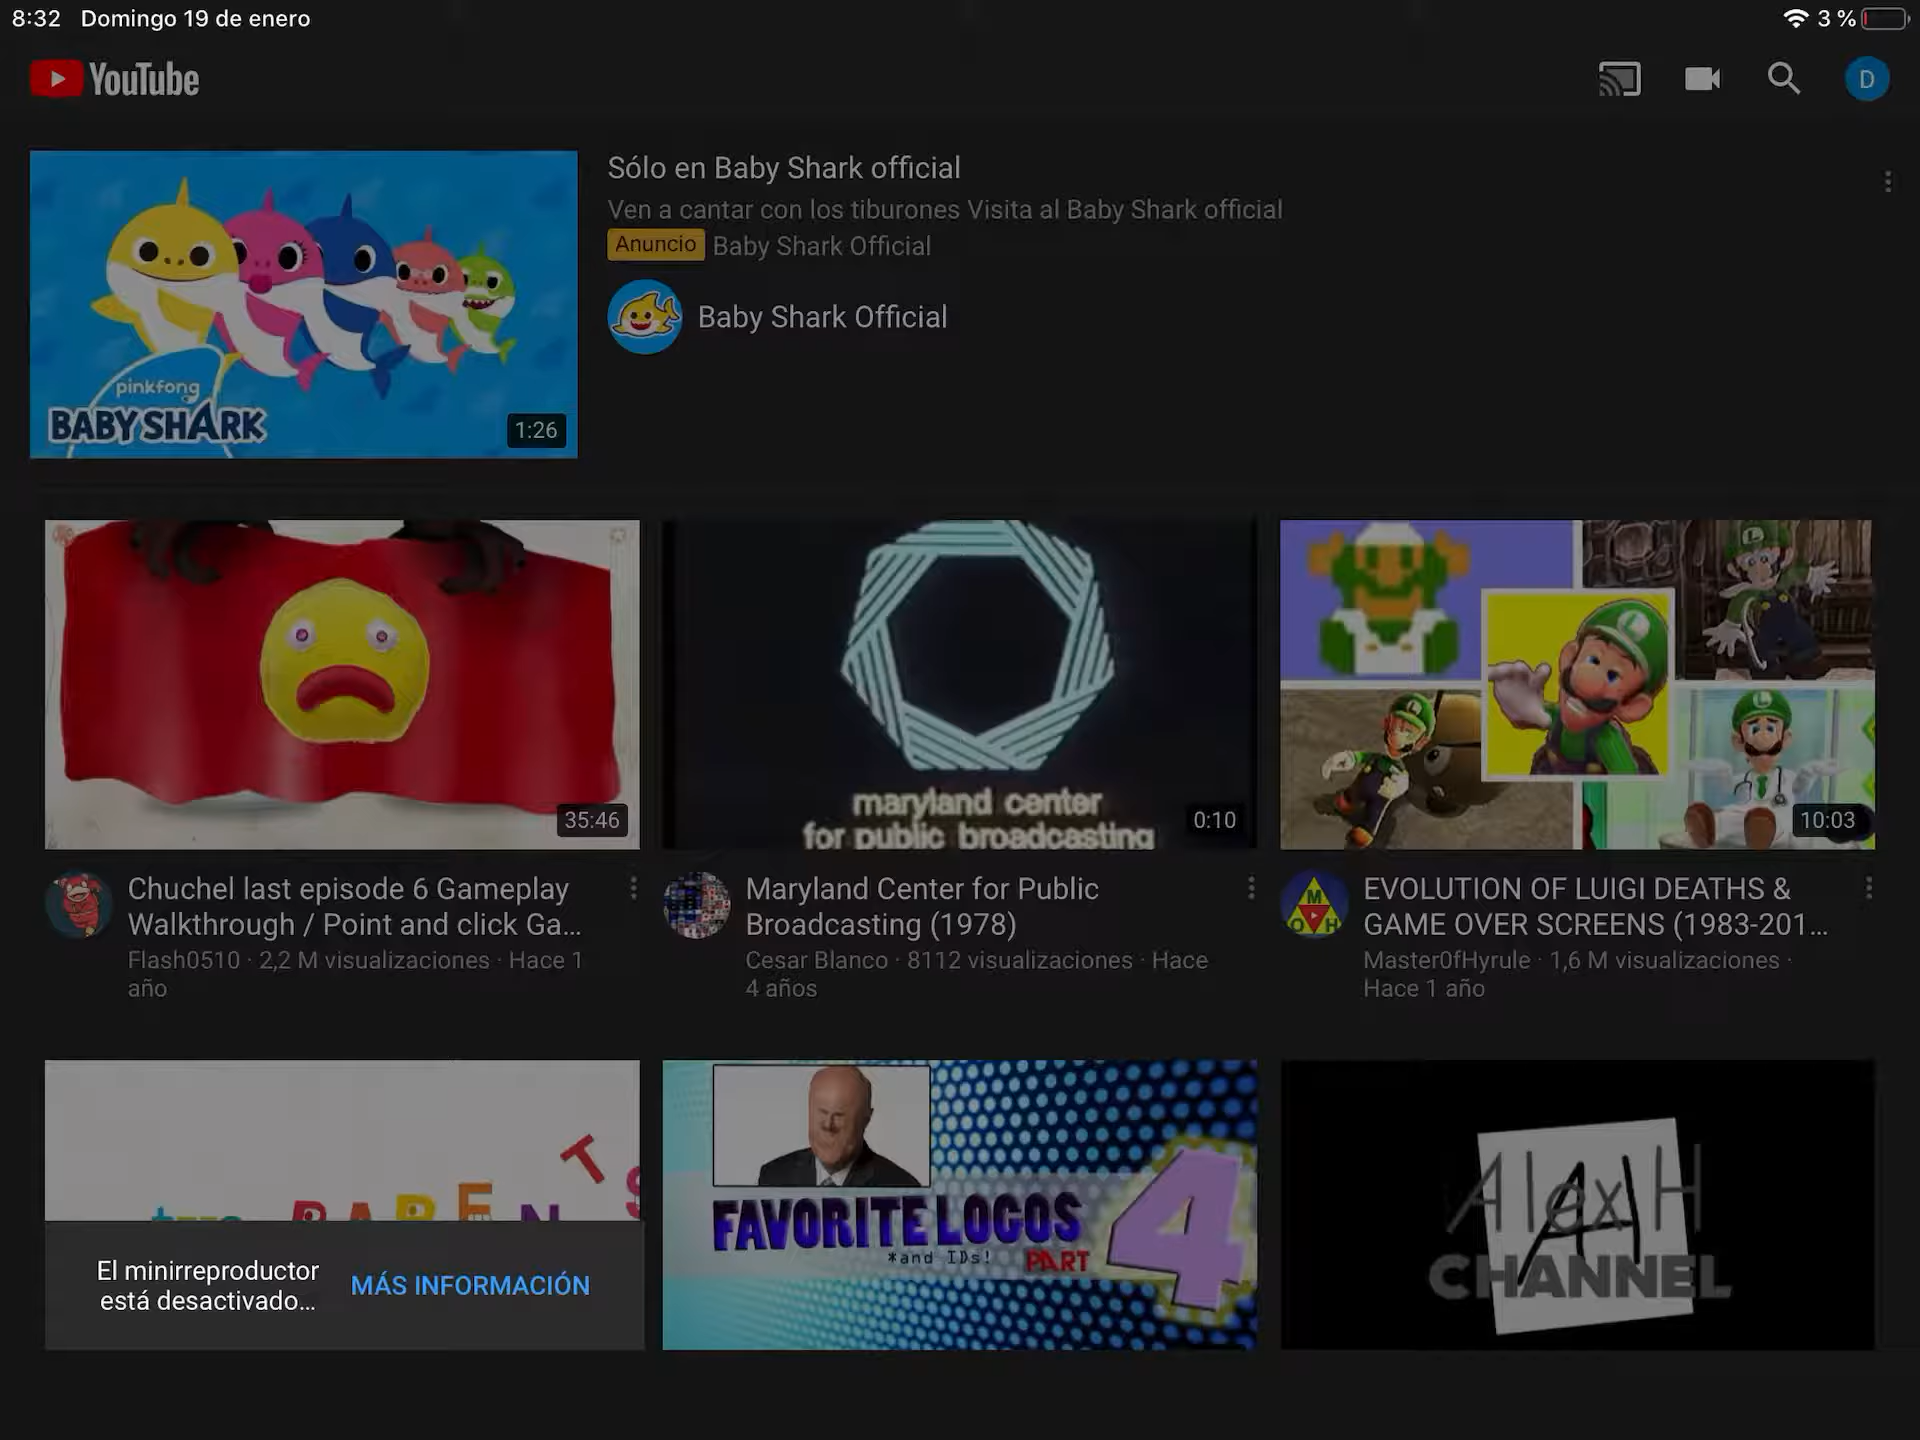 8:32 Domingo 19 de enero
3 %
YouTube
D
Sólo en Baby Shark official
Ven a cantar con los tiburones Visita al Baby Shark official
Anuncio Baby Shark Official
Baby Shark Official
pinkfong
BABY SHARK
1:26
35:46
maryland center
for public broadcasting
0:10
L
10:03
Chuchel last episode 6 Gameplay
Walkthrough / Point and click Ga...
Flash0510 · 2,2 M visualizaciones · Hace 1
año
Maryland Center for Public
Broadcasting (1978)
Cesar Blanco · 8112 visualizaciones · Hace
4 años
M
O H
EVOLUTION OF LUIGI DEATHS &
GAME OVER SCREENS (1983-201...
Master0fHyrule · 1,6 M visualizaciones ·
Hace 1 año
PARENTS
El minirreproductor
está desactivado...
MÁS INFORMACIÓN
FAVORITE LOGOS
*and IDs!
PART
4
Alex H
AH
CHANNEL